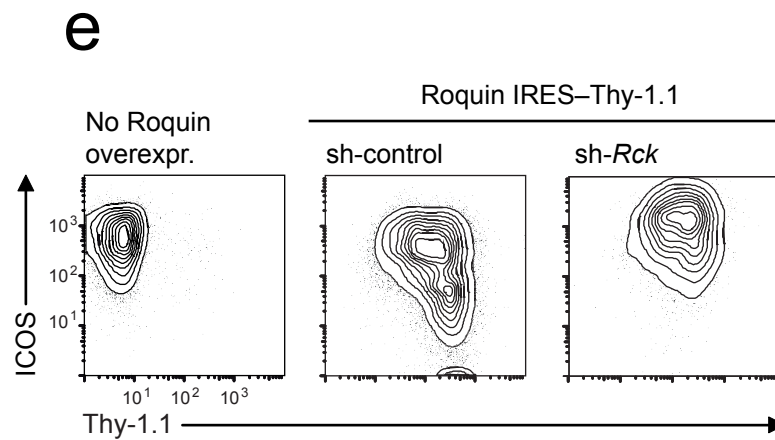 e
Roquin IRES–Thy-1.1
No Roquin
overexpr.
sh-control
sh-Rck
ICOS
10³
10²
10¹
10¹ 10² 10³
Thy-1.1